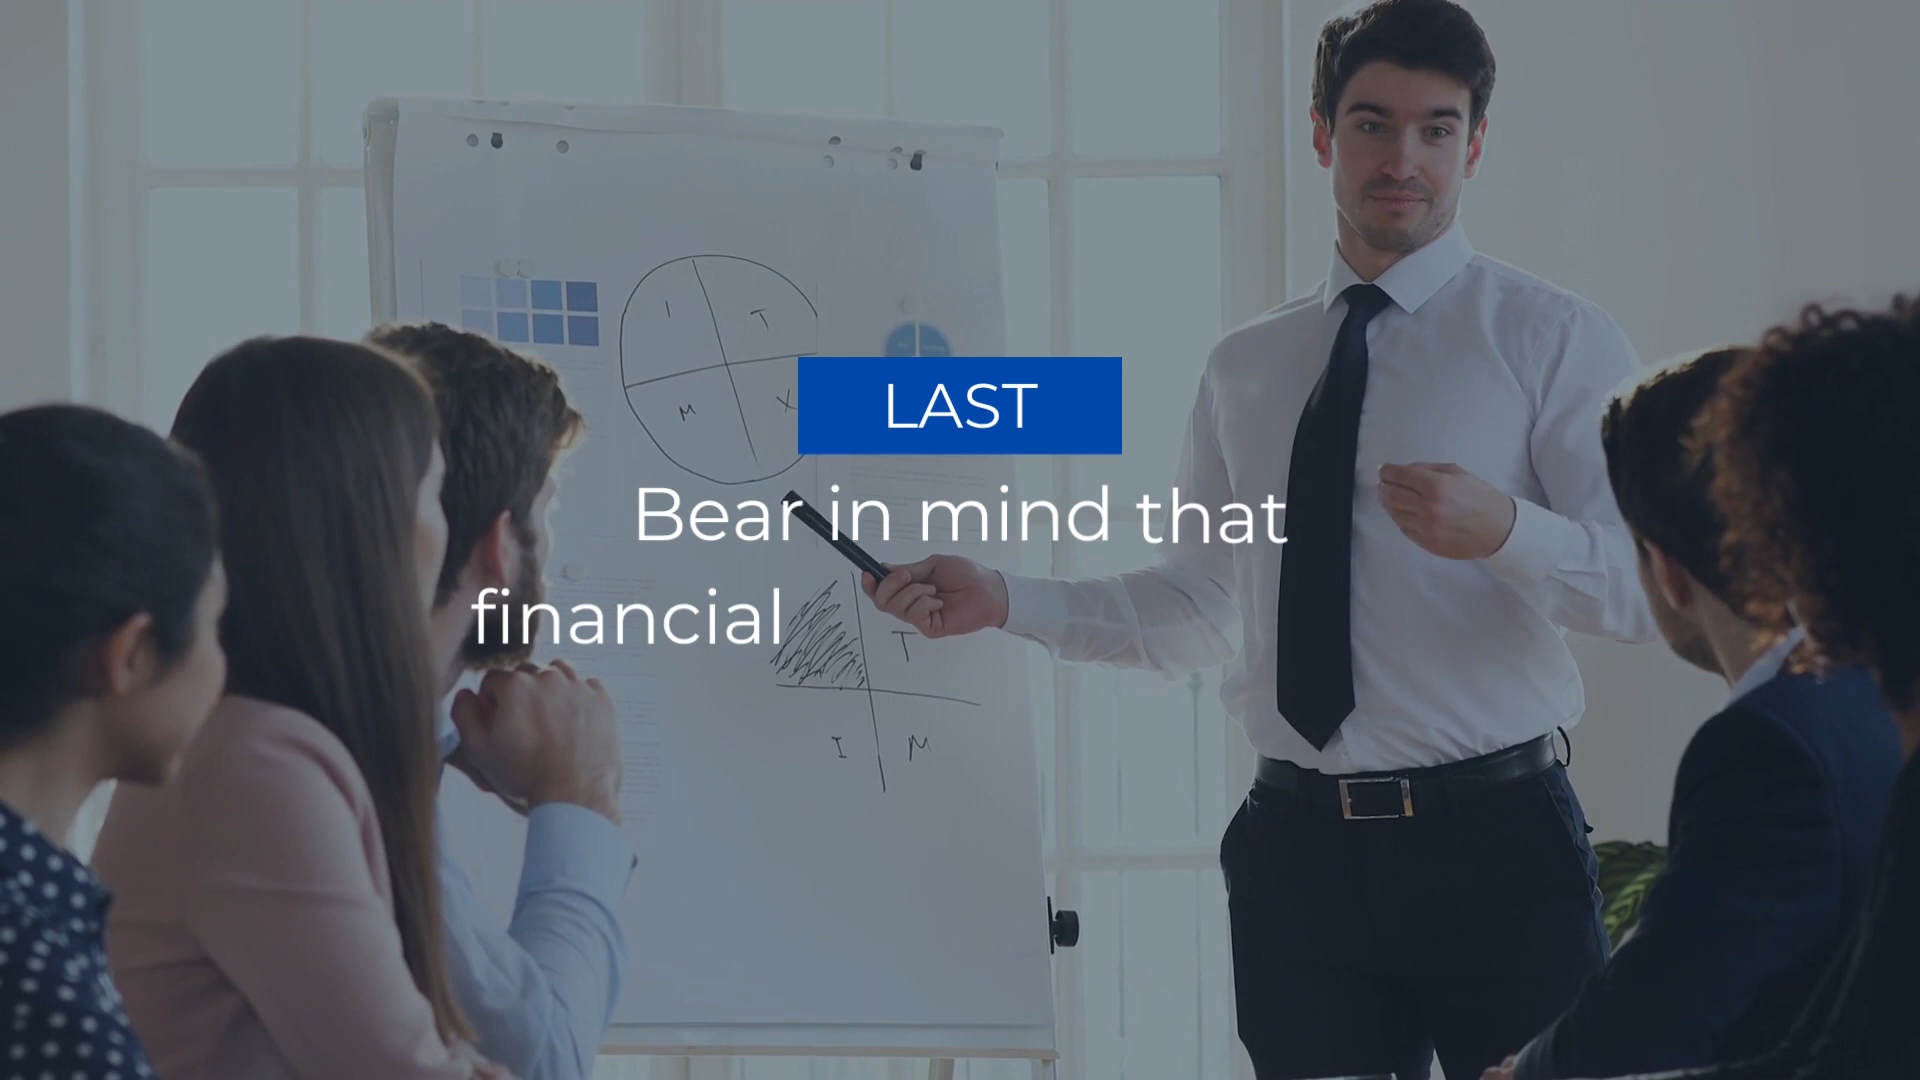 I T
M X
LAST
Bear in mind that
financial
T
I M